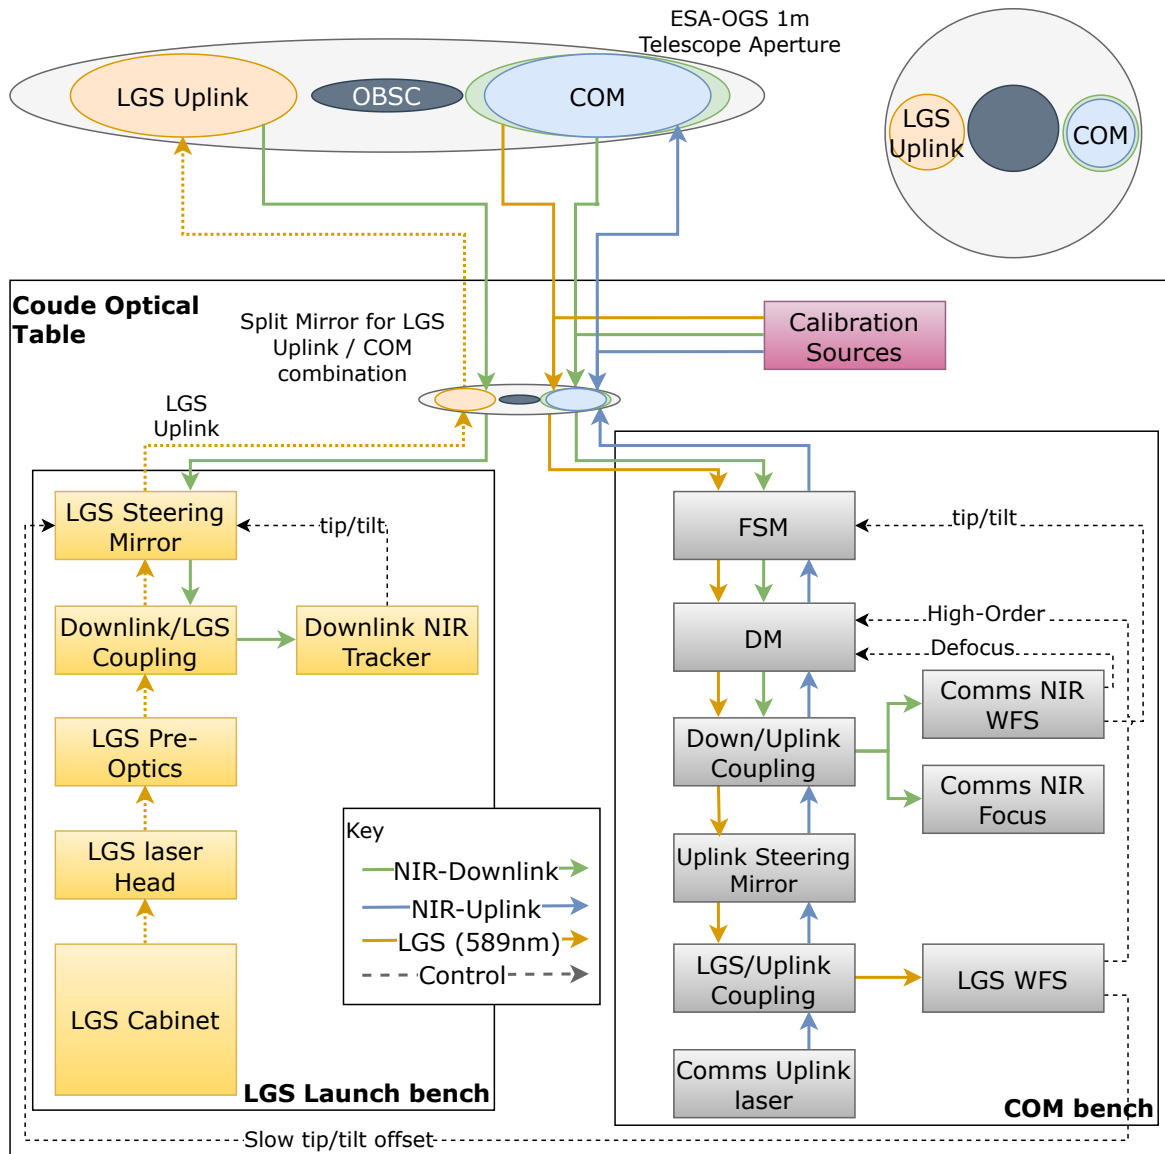 ESA-OGS 1m
Telescope Aperture
LGS Uplink
OBSC
COM
LGS
Uplink
COM
Coude Optical
Table
Split Mirror for LGS
Uplink / COM
combination
Calibration
Sources
LGS
Uplink
LGS Steering
Mirror
tip/tilt
Downlink/LGS
Coupling
Downlink NIR
Tracker
LGS Pre-
Optics
LGS laser
Head
LGS Cabinet
LGS Launch bench
Key
NIR-Downlink
NIR-Uplink
LGS (589nm)
Control
FSM
tip/tilt
DM
High-Order
Defocus
Down/Uplink
Coupling
Comms NIR
WFS
Comms NIR
Focus
Uplink Steering
Mirror
LGS/Uplink
Coupling
LGS WFS
Comms Uplink
laser
COM bench
Slow tip/tilt offset